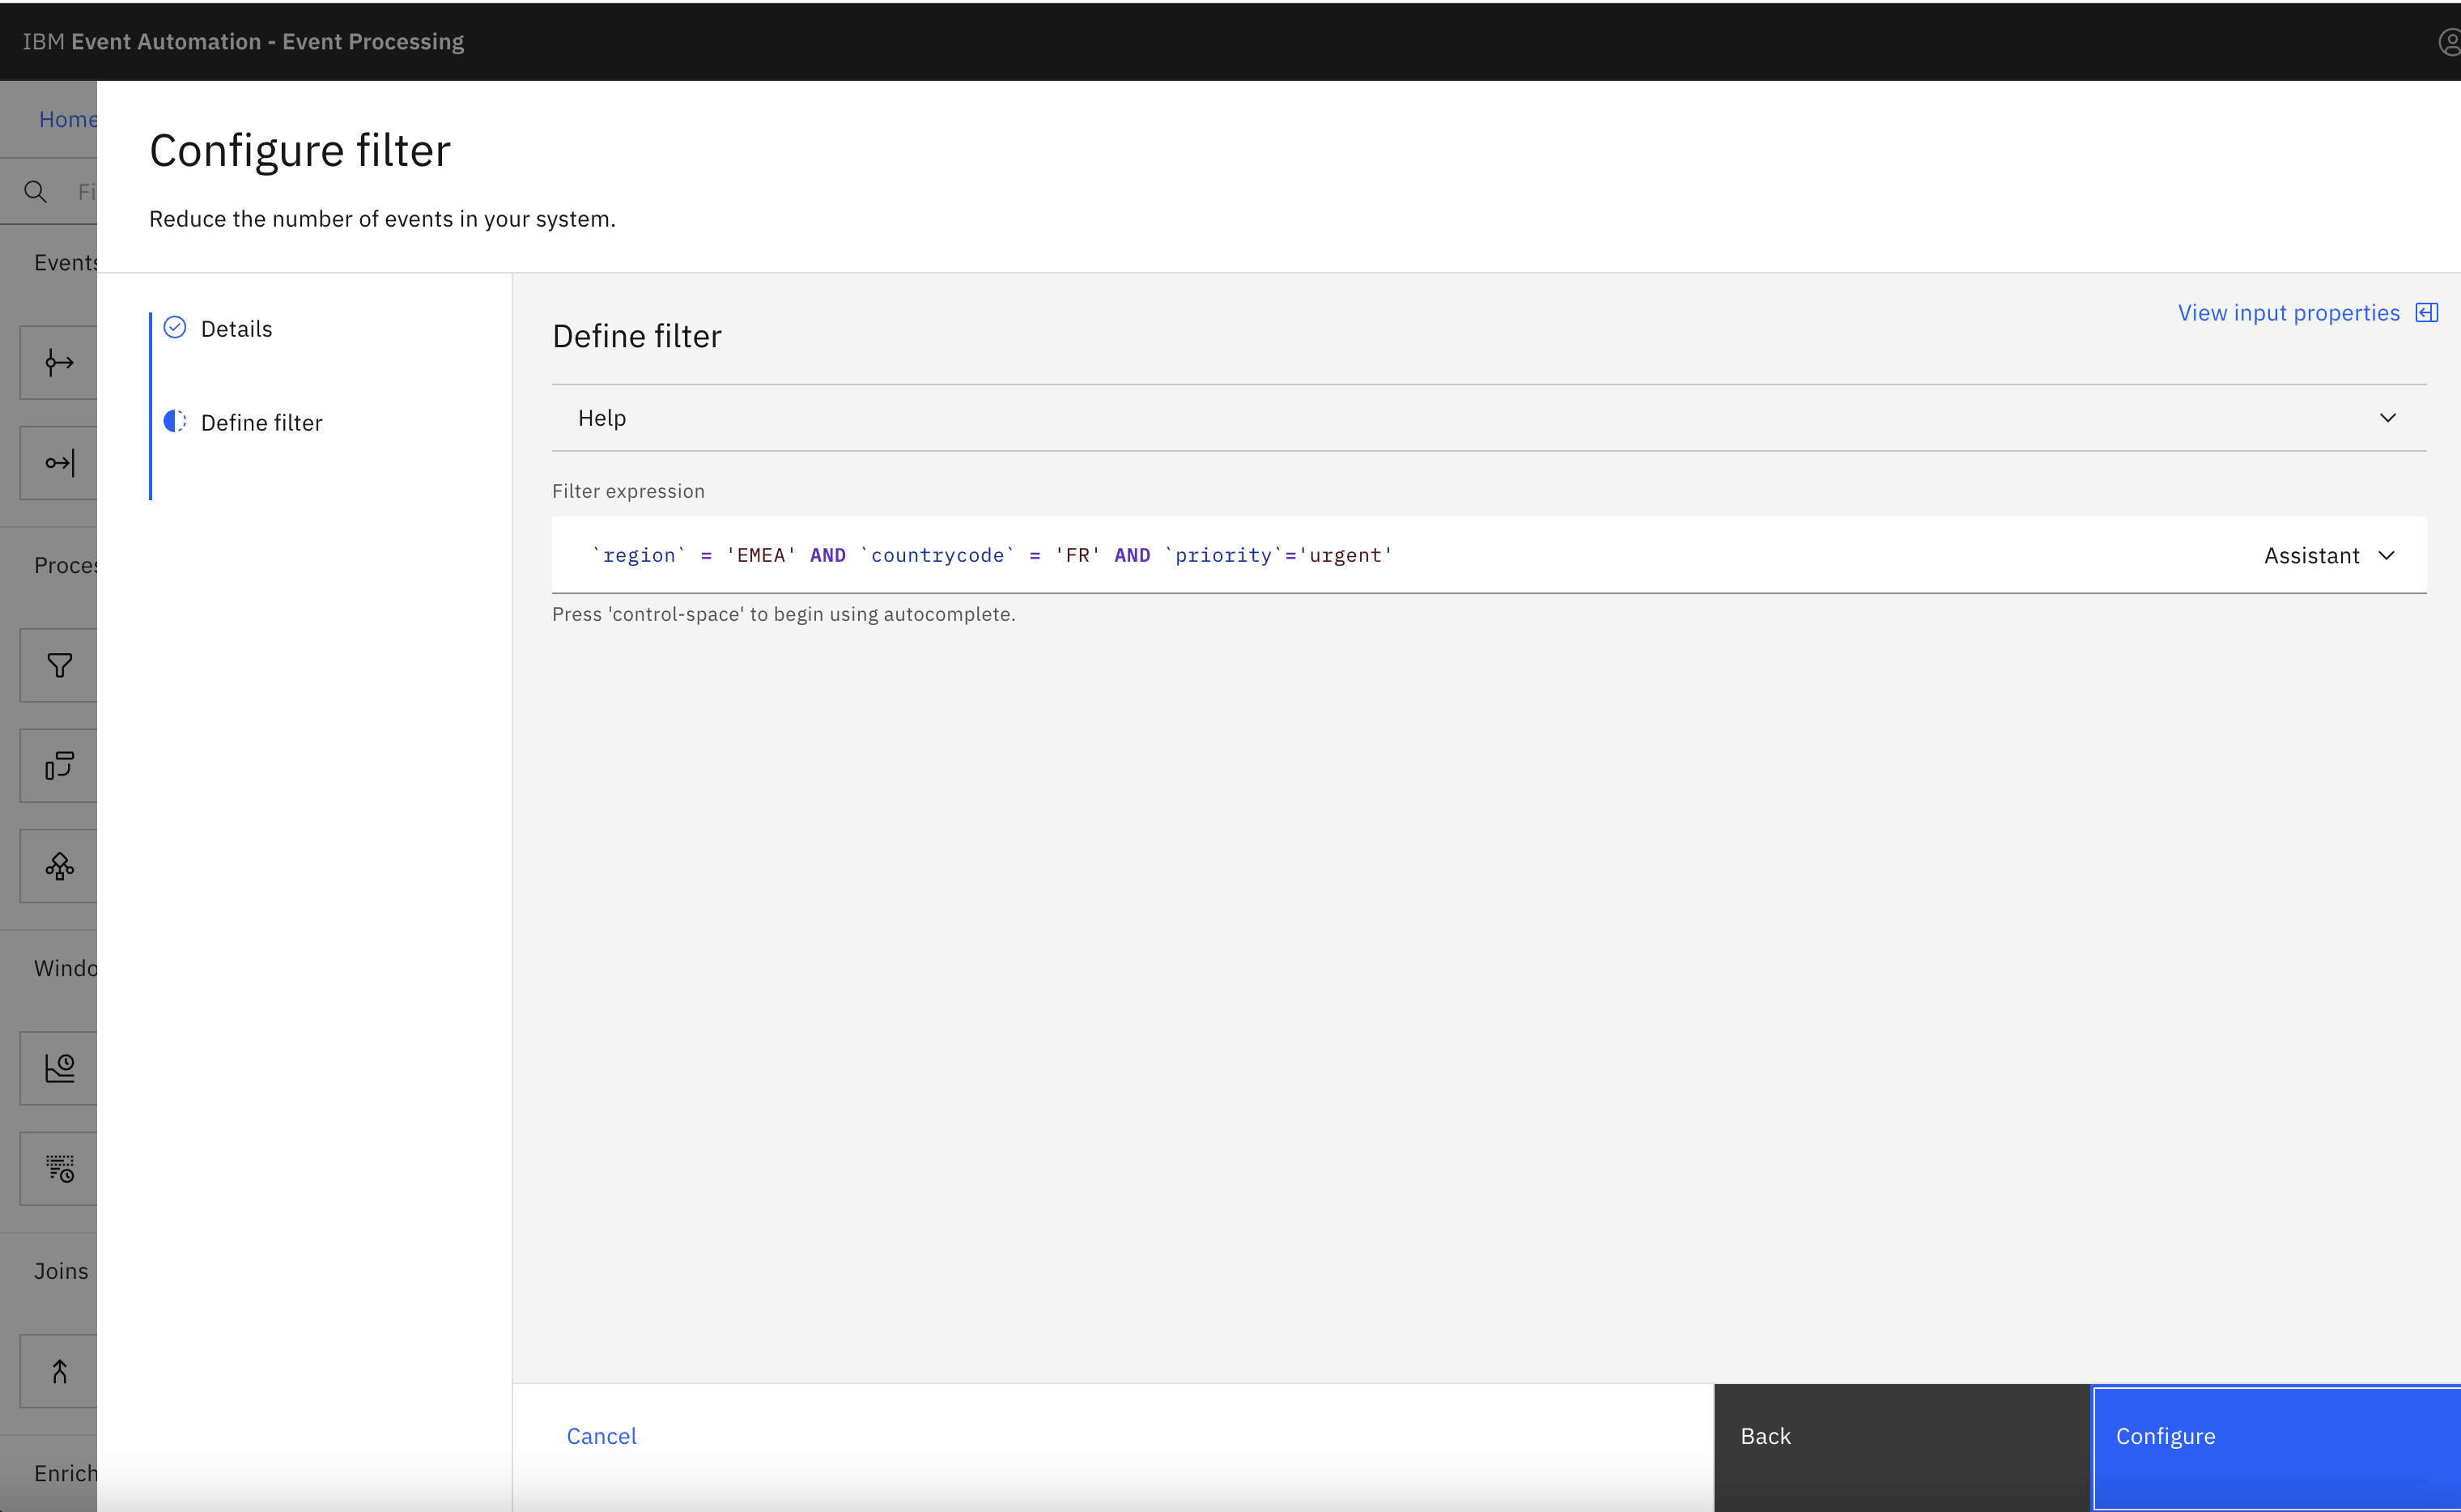 IBM Event Automation - Event Processing
Home
Fi
Configure filter
Reduce the number of events in your system.
Events
Details
View input properties
Define filter
Define filter
Help
Filter expression
`region` = 'EMEA' AND `countrycode` = 'FR' AND `priority`='urgent'
Assistant
Proces
Press 'control-space' to begin using autocomplete.
Windo
Joins
Enrich
Cancel
Back
Configure